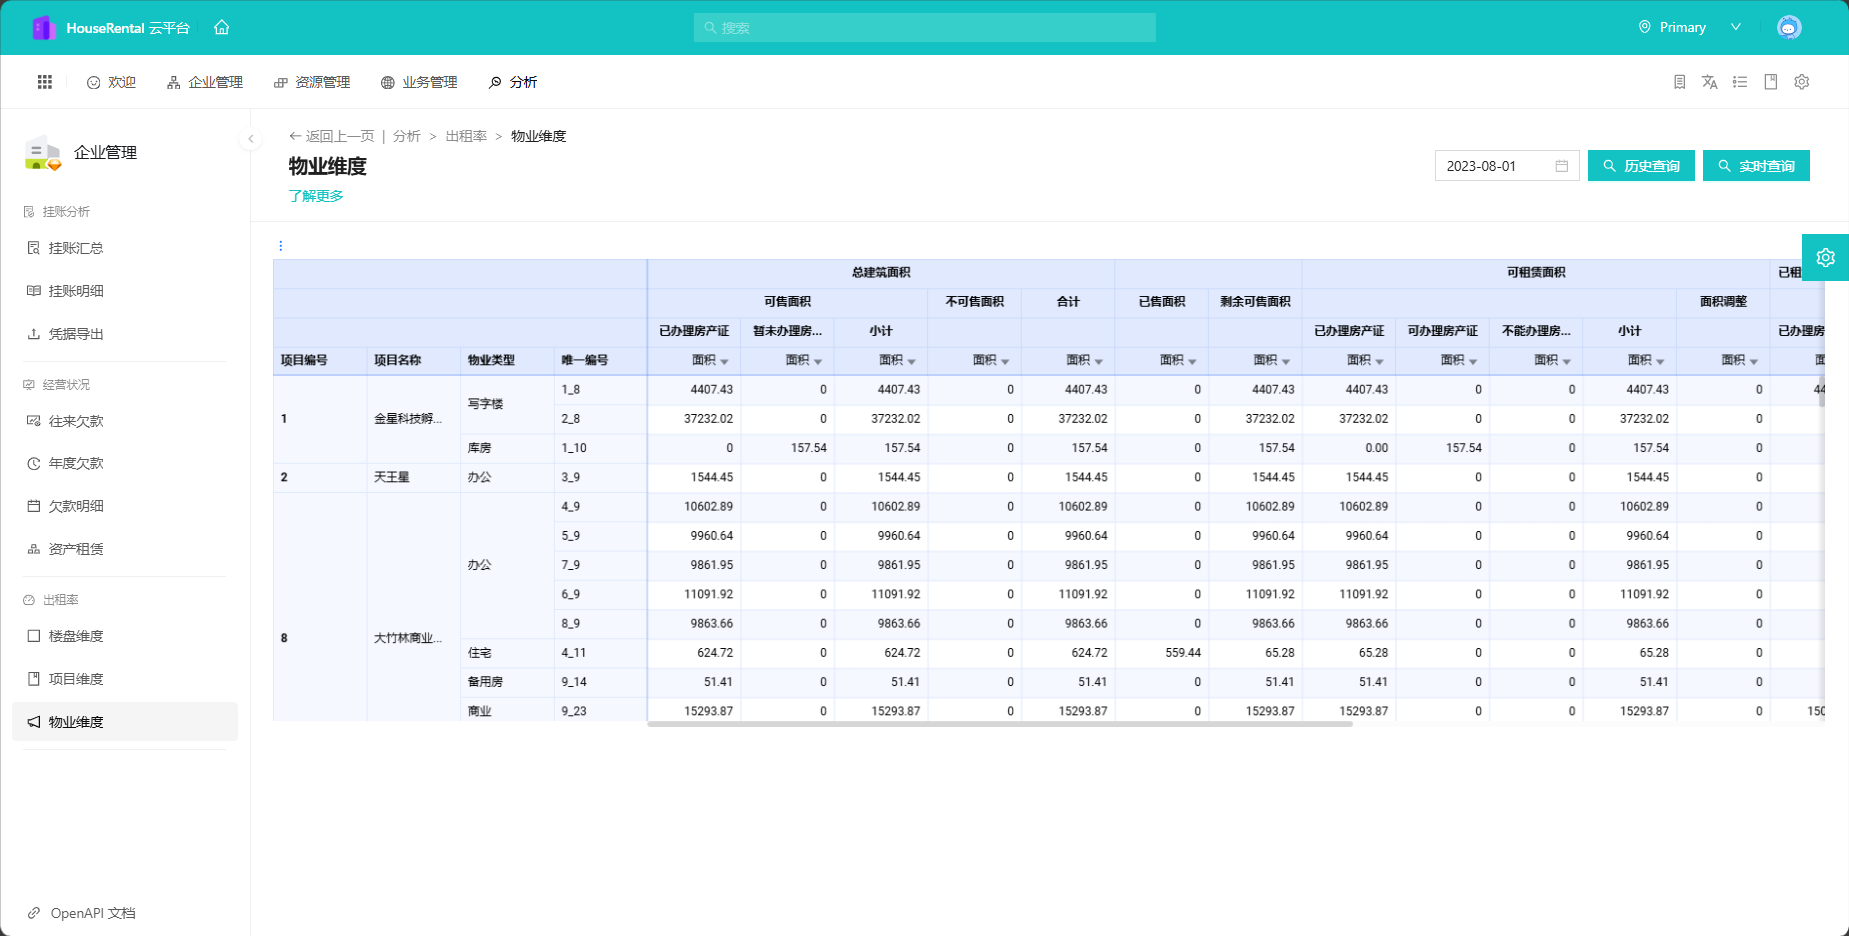 HouseRental 云平台
搜索
Primary
欢迎 企业管理 资源管理 业务管理 分析
企业管理
挂账分析
挂账汇总
挂账明细
凭据导出
经营状况
往来欠款
年度欠款
欠款明细
资产租赁
出租率
楼盘维度
项目维度
物业维度
OpenAPI 文档
返回上一页 | 分析 > 出租率 > 物业维度
物业维度
了解更多
2023-08-01 历史查询 实时查询
总建筑面积 可租赁面积 已租
可售面积 不可售面积 合计 已售面积 剩余可售面积 面积调整
已办理房产证 暂未办理房... 小计 已办理房产证 可办理房产证 不能办理房... 小计 已办理房
项目编号 项目名称 物业类型 唯一编号 面积 面积 面积 面积 面积 面积 面积 面积 面积 面积 面积 面积 面
1 金星科技孵... 写字楼 1_8 4407.43 0 4407.43 0 4407.43 0 4407.43 4407.43 0 0 4407.43 0 44
2_8 37232.02 0 37232.02 0 37232.02 0 37232.02 37232.02 0 0 37232.02 0
库房 1_10 0 157.54 157.54 0 157.54 0 157.54 0.00 157.54 0 157.54 0
2 天王星 办公 3_9 1544.45 0 1544.45 0 1544.45 0 1544.45 1544.45 0 0 1544.45 0
8 大竹林商业... 办公 4_9 10602.89 0 10602.89 0 10602.89 0 10602.89 10602.89 0 0 10602.89 0
5_9 9960.64 0 9960.64 0 9960.64 0 9960.64 9960.64 0 0 9960.64 0
7_9 9861.95 0 9861.95 0 9861.95 0 9861.95 9861.95 0 0 9861.95 0
6_9 11091.92 0 11091.92 0 11091.92 0 11091.92 11091.92 0 0 11091.92 0
8_9 9863.66 0 9863.66 0 9863.66 0 9863.66 9863.66 0 0 9863.66 0
住宅 4_11 624.72 0 624.72 0 624.72 559.44 65.28 65.28 0 0 65.28 0
备用房 9_14 51.41 0 51.41 0 51.41 0 51.41 51.41 0 0 51.41 0
商业 9_23 15293.87 0 15293.87 0 15293.87 0 15293.87 15293.87 0 0 15293.87 0 150